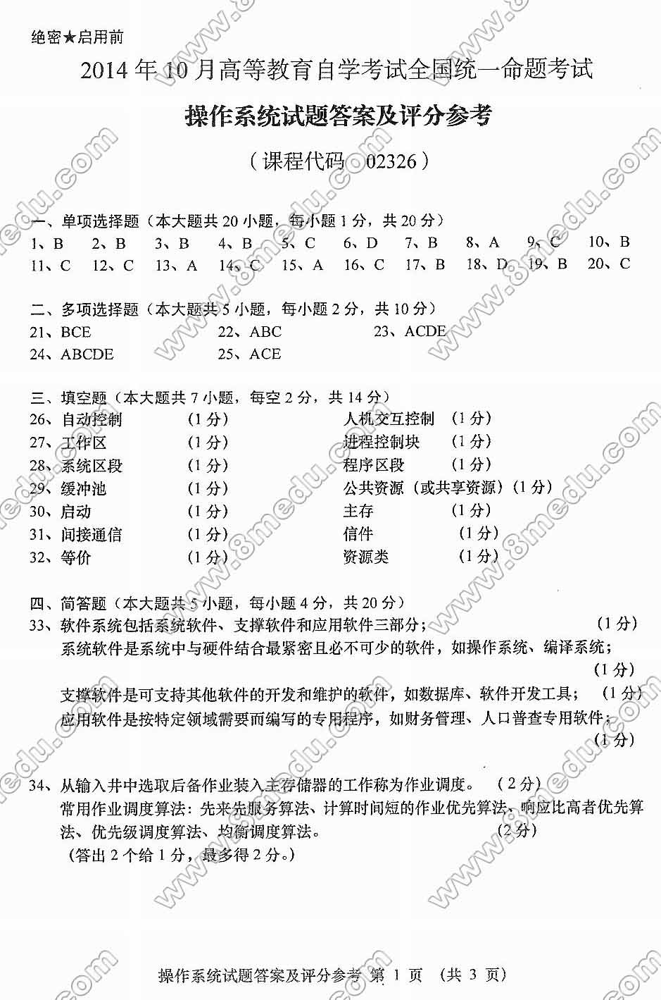 绝密★启用前
2014 年 10 月高等教育自学考试全国统一命题考试
操作系统试题答案及评分参考
（课程代码 02326）
一、单项选择题（本大题共 20 小题，每小题 1 分，共 20 分）
1、B 2、B 3、B 4、B 5、C 6、D 7、B 8、A 9、C 10、B
11、C 12、C 13、A 14、C 15、A 16、C 17、B 18、D 19、B 20、C
二、多项选择题（本大题共 5 小题，每小题 2 分，共 10 分）
21、BCE 22、ABC 23、ACDE
24、ABCDE 25、ACE
三、填空题（本大题共 7 小题，每空 2 分，共 14 分）
26、自动控制 （1 分） 人机交互控制 （1 分）
27、工作区 （1 分） 进程控制块 （1 分）
28、系统区段 （1 分） 程序区段 （1 分）
29、缓冲池 （1 分） 公共资源（或共享资源）（1 分）
30、启动 （1 分） 主存 （1 分）
31、间接通信 （1 分） 信件 （1 分）
32、等价 （1 分） 资源类 （1 分）
四、简答题（本大题共 5 小题，每小题 4 分，共 20 分）
33、软件系统包括系统软件、支撑软件和应用软件三部分； （1 分）
系统软件是系统中与硬件结合最紧密且必不可少的软件，如操作系统、编译系统；
（1 分）
支撑软件是可支持其他软件的开发和维护的软件，如数据库、软件开发工具； （1 分）
应用软件是按特定领域需要而编写的专用程序，如财务管理、人口普查专用软件；
（1 分）
34、从输入井中选取后备作业装入主存储器的工作称为作业调度。 （2 分）
常用作业调度算法：先来先服务算法、计算时间短的作业优先算法、响应比高者优先算
法、优先级调度算法、均衡调度算法。 （2 分）
（答出 2 个给 1 分，最多得 2 分。）
操作系统试题答案及评分参考 第 1 页 （共 3 页）
www.8medu.com